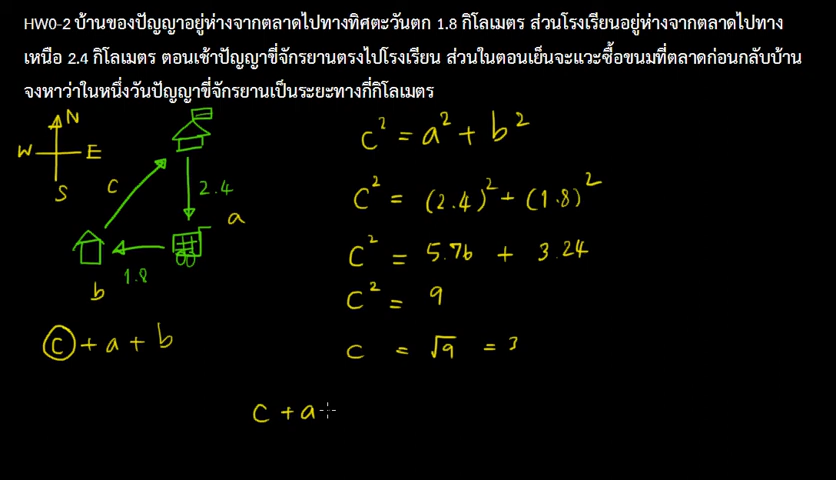 HW0-2 บ้านของปัญญาอยู่ห่างจากตลาดไปทางทิศตะวันตก 1.8 กิโลเมตร ส่วนโรงเรียนอยู่ห่างจากตลาดไปทาง
เหนือ 2.4 กิโลเมตร ตอนเช้าปัญญาขี่จักรยานตรงไปโรงเรียน ส่วนในตอนเย็นจะแวะซื้อขนมที่ตลาดก่อนกลับบ้าน
จงหาว่าในหนึ่งวันปัญญาขี่จักรยานเป็นระยะทางกี่กิโลเมตร
N
W E
S
c
2.4
a
1.8
b
c + a + b
c² = a² + b²
c² = (2.4)² + (1.8)²
c² = 5.76 + 3.24
c² = 9
c = √9 = 3
c + a